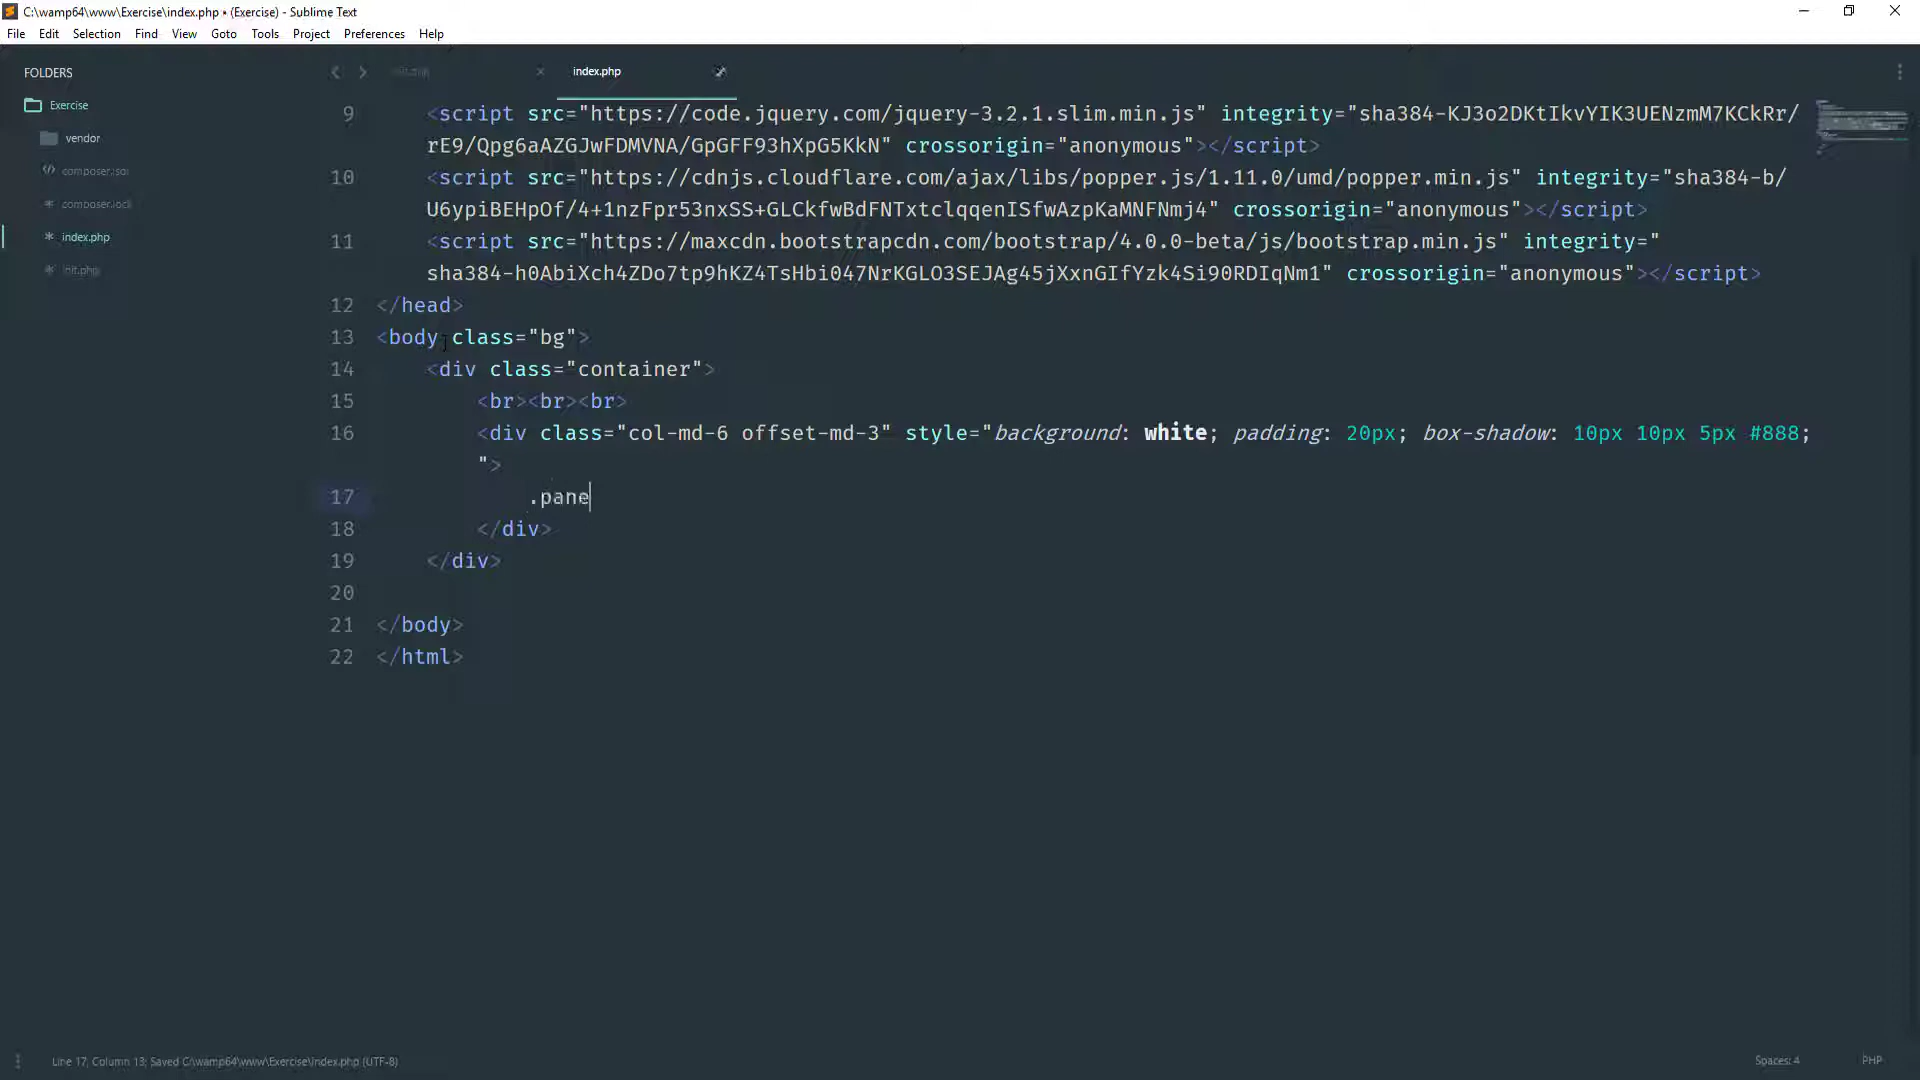 C:\wamp64\www\Exercise\index.php • (Exercise) - Sublime Text
File Edit Selection Find View Goto Tools Project Preferences Help
FOLDERS
Exercise
vendor
composer.lock
index.php
init.php
index.php
9 <script src="https://code.jquery.com/jquery-3.2.1.slim.min.js" integrity="sha384-KJ3o2DKtIkvYIK3UENzmM7KCkRr/
rE9/Qpg6aAZGJwFDMVNA/GpGFF93hXpG5KkN" crossorigin="anonymous"></script>
10 <script src="https://cdnjs.cloudflare.com/ajax/libs/popper.js/1.11.0/umd/popper.min.js" integrity="sha384-b/
U6ypiBEHpOf/4+1nzFpr53nxSS+GLCkfwBdFNTxtclqqenISfwAzpKaMNFNmj4" crossorigin="anonymous"></script>
11 <script src="https://maxcdn.bootstrapcdn.com/bootstrap/4.0.0-beta/js/bootstrap.min.js" integrity="
sha384-h0AbiXch4ZDo7tp9hKZ4TsHbi047NrKGLO3SEJAg45jXxnGIfYzk4Si90RDIqNm1" crossorigin="anonymous"></script>
12 </head>
13 <body class="bg">
14 <div class="container">
15 <br><br><br>
16 <div class="col-md-6 offset-md-3" style="background: white; padding: 20px; box-shadow: 10px 10px 5px #888;
">
17 .pane
18 </div>
19 </div>
20
21 </body>
22 </html>
Line 17, Column 13; Saved C:\wamp64\www\Exercise\index.php (UTF-8)
Spaces: 4
PHP